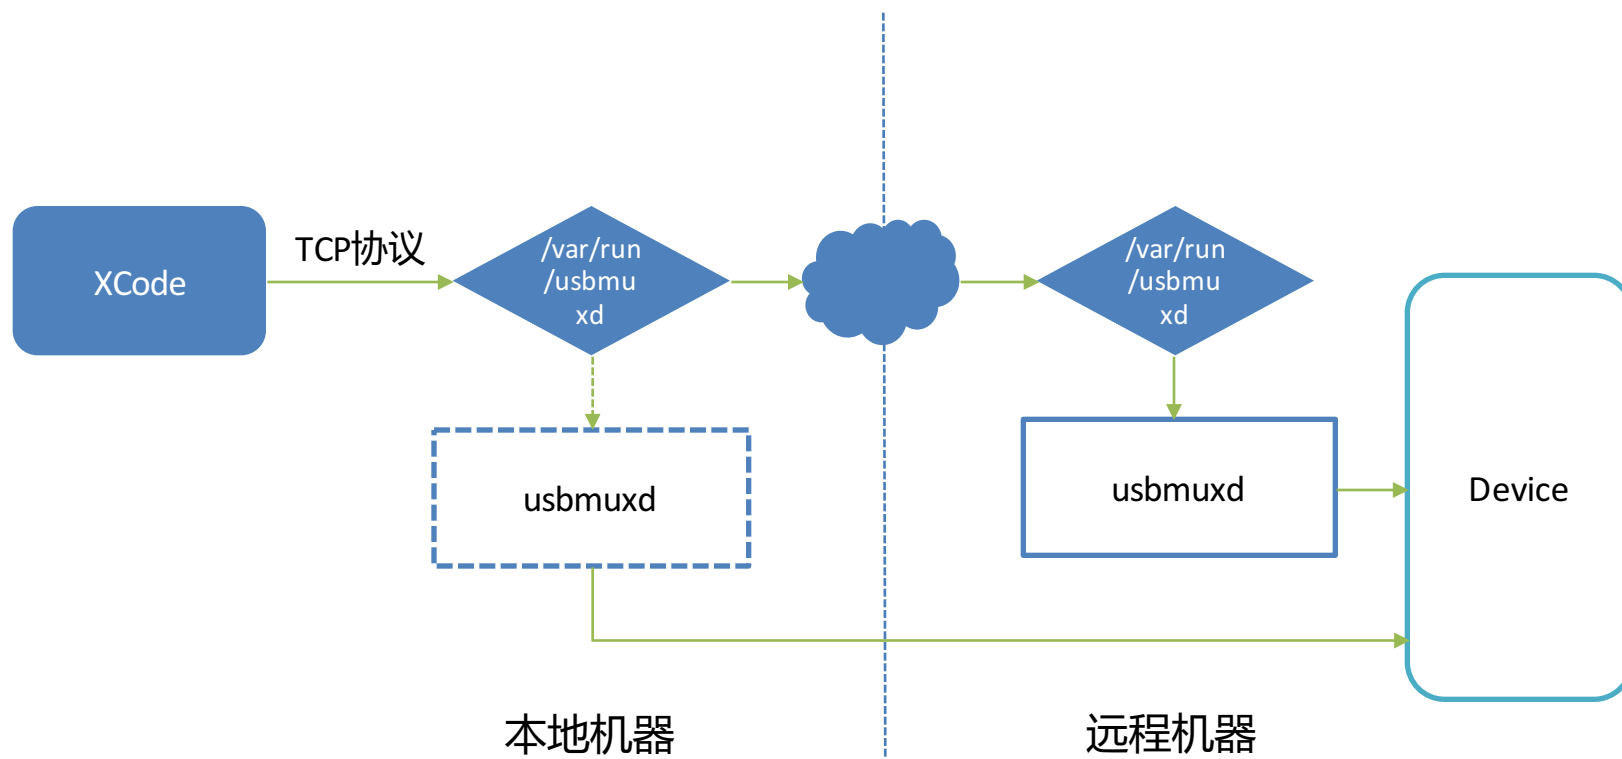 XCode
TCP协议
/var/run
/usbmu
xd
/var/run
/usbmu
xd
usbmuxd
usbmuxd
Device
本地机器
远程机器